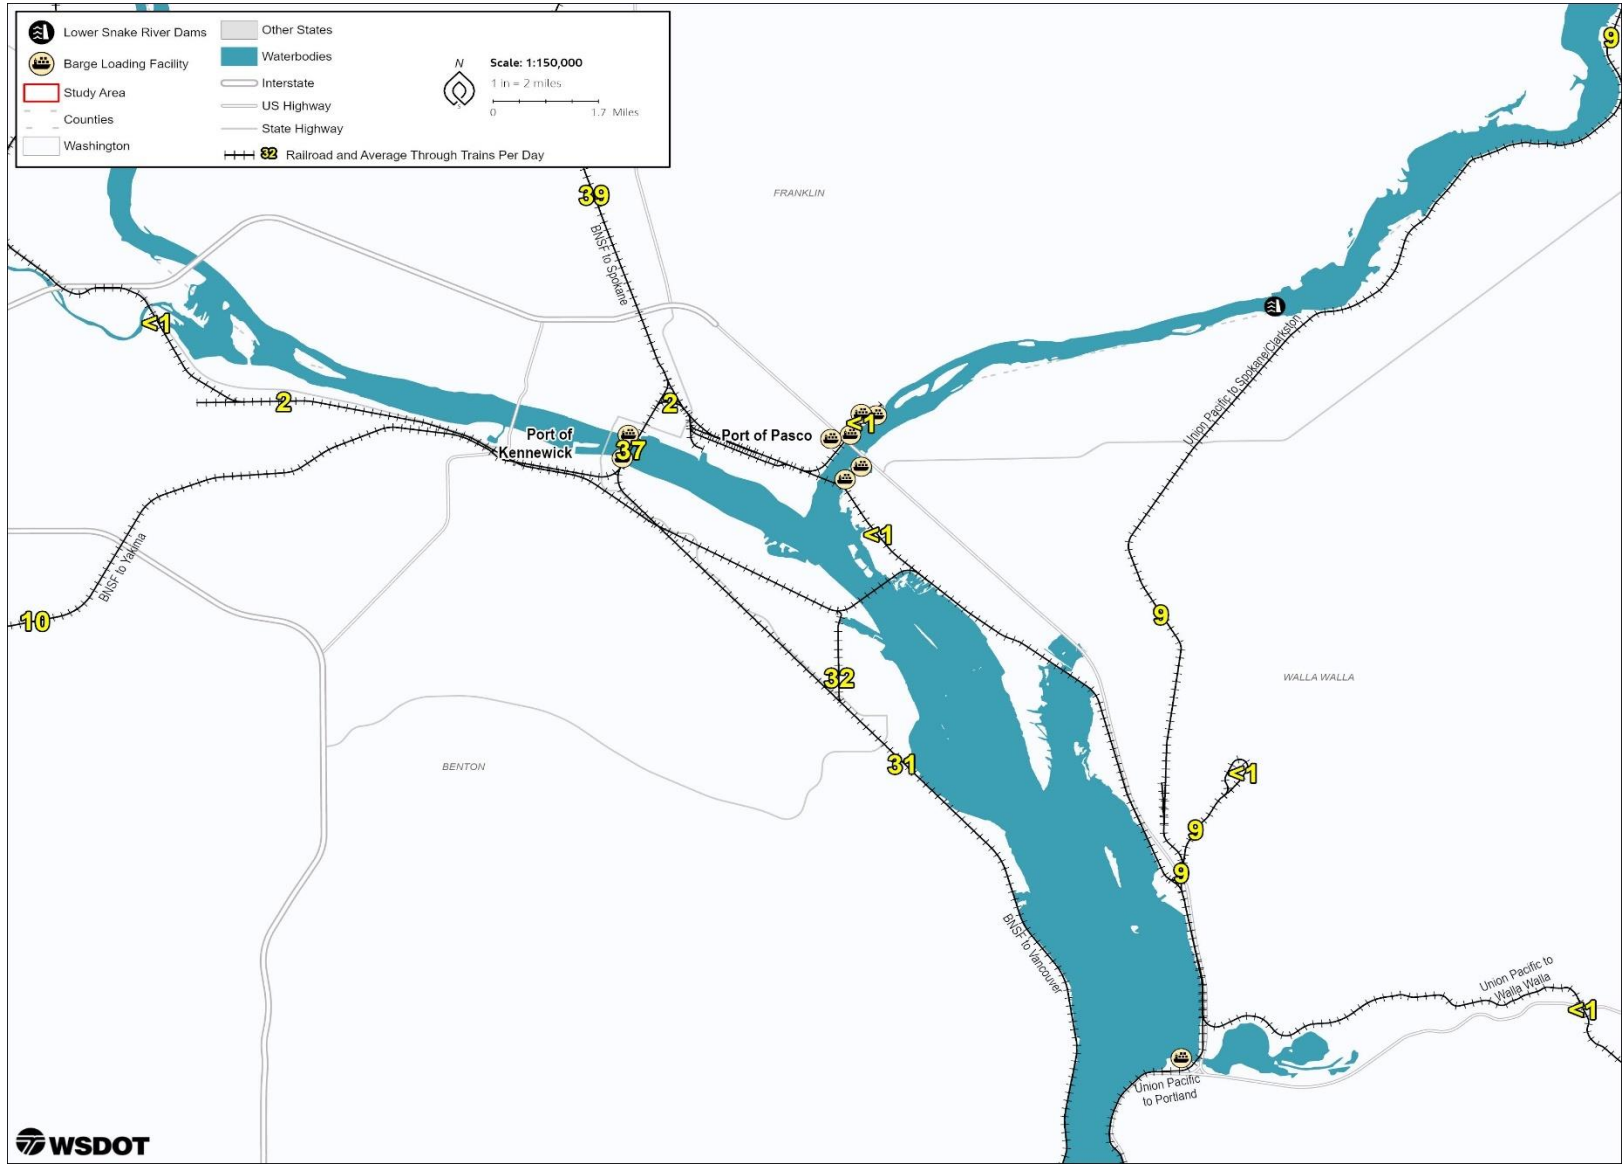 Lower Snake River Dams
Barge Loading Facility
Study Area
Counties
Washington
Other States
Waterbodies
Interstate
US Highway
State Highway
32 Railroad and Average Through Trains Per Day
N
S
Scale: 1:150,000
1 in = 2 miles
0 1.7 Miles
9
39
FRANKLIN
BNSF to Spokane
<1
Union Pacific to Spokane/Clarkston
2
2
<1
Port of
Kennewick
37
Port of Pasco
<1
BNSF to Yakima
10
9
32
WALLA WALLA
31
BENTON
<1
9
9
BNSF to Vancouver
Union Pacific to
Walla Walla
<1
Union Pacific
to Portland
WSDOT